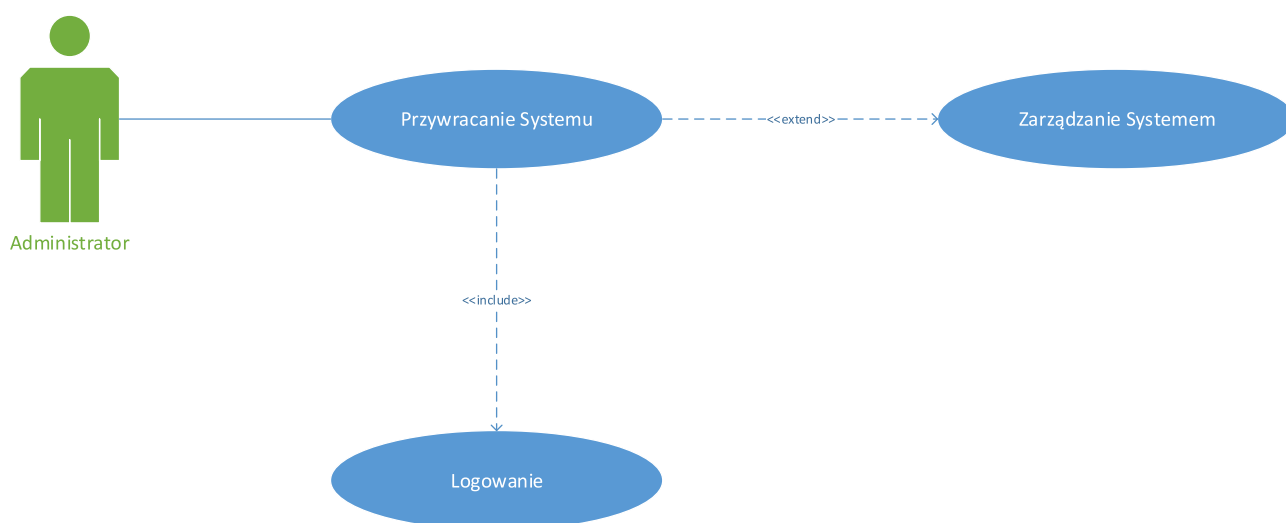 Przywracanie Systemu
<<extend>>
Zarządzanie Systemem
Administrator
<<include>>
Logowanie